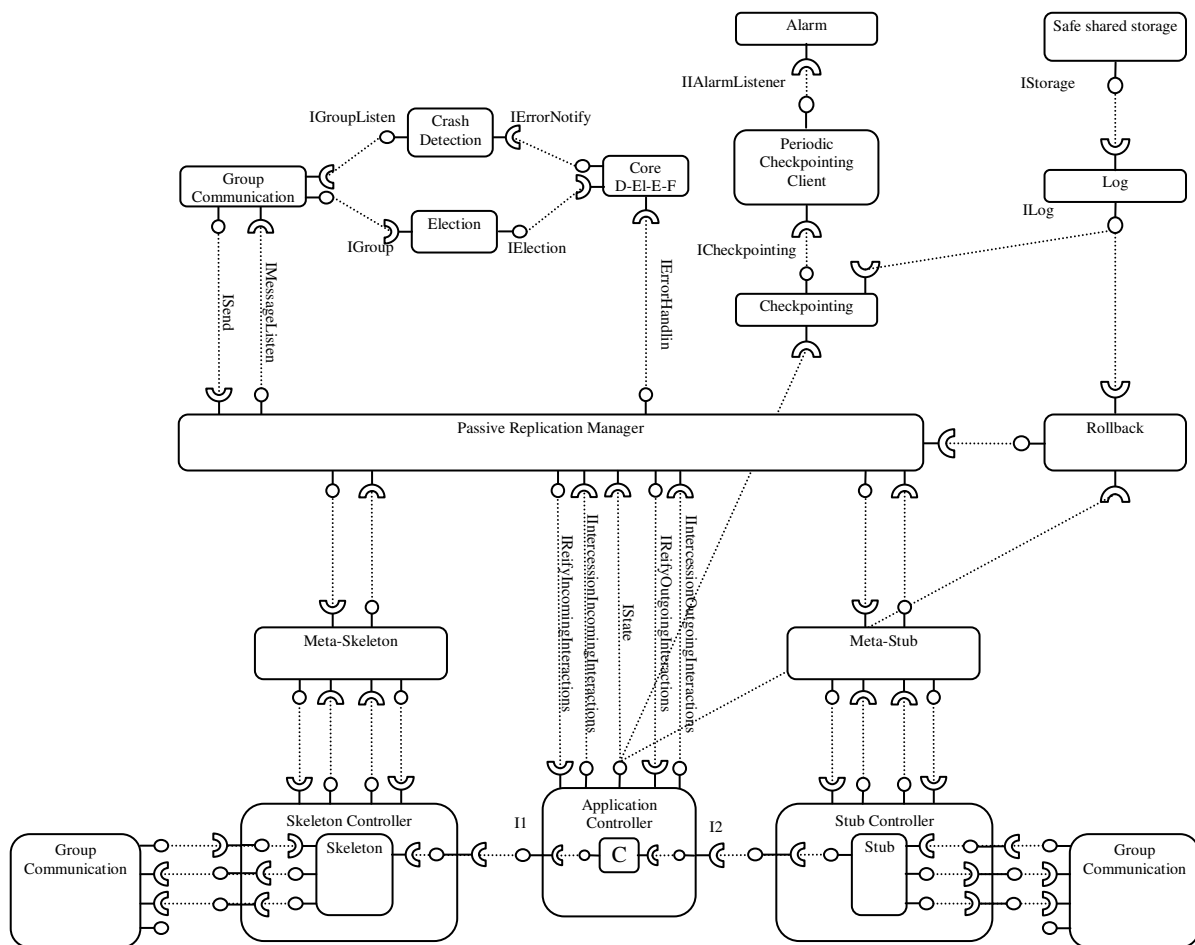 Alarm
Safe shared storage
IIAlarmListener
IStorage
IGroupListen
Crash
Detection
IErrorNotify
Periodic
Checkpointing
Client
Group
Communication
Core
D-El-E-F
Log
ILog
Election
IGroup
IElection
ICheckpointing
ISend
IMessageListen
IErrorHandlin
Checkpointing
Passive Replication Manager
Rollback
IReifyIncomingInteractions
IIntercessionIncomingInteractions
IState
IReifyOutgoingInteractions
IIntercessionOutgoingInteractions
Meta-Skeleton
Meta-Stub
Skeleton Controller
I1
Application
Controller
I2
Stub Controller
Group
Communication
Skeleton
C
Stub
Group
Communication